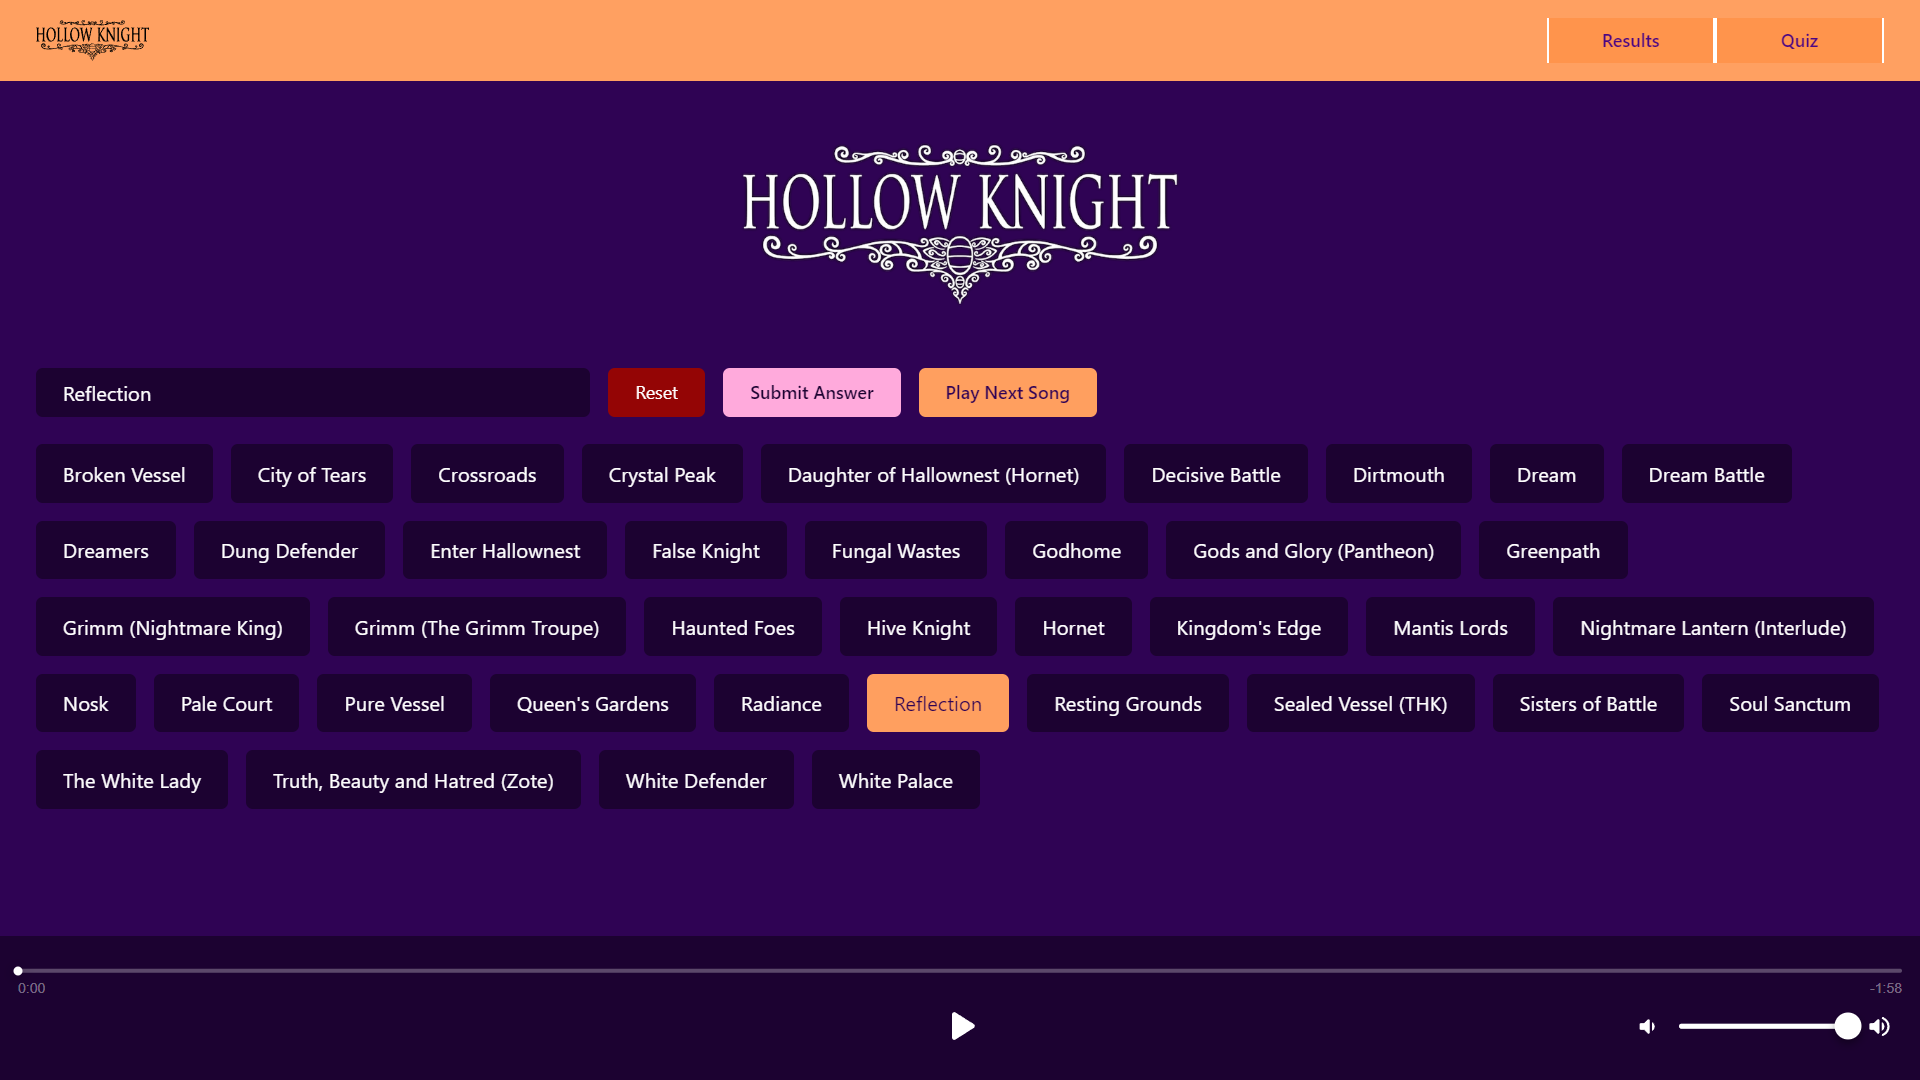 HOLLOW KNIGHT
Results
Quiz
HOLLOW KNIGHT
Reflection
Reset
Submit Answer
Play Next Song
Broken Vessel
City of Tears
Crossroads
Crystal Peak
Daughter of Hallownest (Hornet)
Decisive Battle
Dirtmouth
Dream
Dream Battle
Dreamers
Dung Defender
Enter Hallownest
False Knight
Fungal Wastes
Godhome
Gods and Glory (Pantheon)
Greenpath
Grimm (Nightmare King)
Grimm (The Grimm Troupe)
Haunted Foes
Hive Knight
Hornet
Kingdom's Edge
Mantis Lords
Nightmare Lantern (Interlude)
Nosk
Pale Court
Pure Vessel
Queen's Gardens
Radiance
Reflection
Resting Grounds
Sealed Vessel (THK)
Sisters of Battle
Soul Sanctum
The White Lady
Truth, Beauty and Hatred (Zote)
White Defender
White Palace
0:00
-1:58